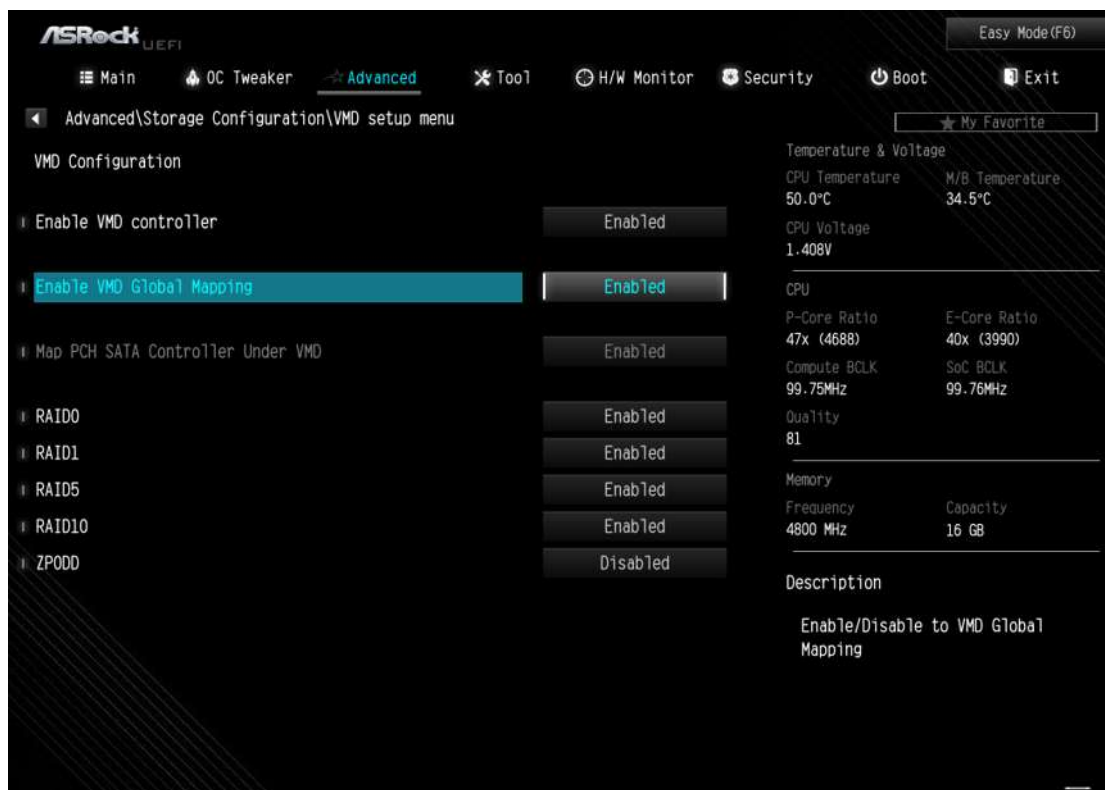 ASRock UEFI
Easy Mode(F6)
Main OC Tweaker Advanced Tool H/W Monitor Security Boot Exit
Advanced\Storage Configuration\VMD setup menu
My Favorite
VMD Configuration
Enable VMD controller Enabled
Enable VMD Global Mapping Enabled
Map PCH SATA Controller Under VMD Enabled
RAID0 Enabled
RAID1 Enabled
RAID5 Enabled
RAID10 Enabled
ZPODD Disabled
Temperature & Voltage
CPU Temperature M/B Temperature
50.0°C 34.5°C
CPU Voltage
1.408V
CPU
P-Core Ratio E-Core Ratio
47x (4688) 40x (3990)
Compute BCLK SoC BCLK
99.75MHz 99.76MHz
Quality
81
Memory
Frequency Capacity
4800 MHz 16 GB
Description
Enable/Disable to VMD Global
Mapping